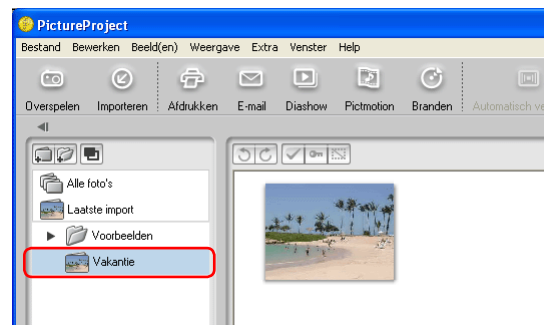 PictureProject
Bestand Bewerken Beeld(en) Weergave Extra Venster Help
Overspelen Importeren Afdrukken E-mail Diashow Pictmotion Branden Automatisch
Alle foto's
Laatste import
Voorbeelden
Vakantie